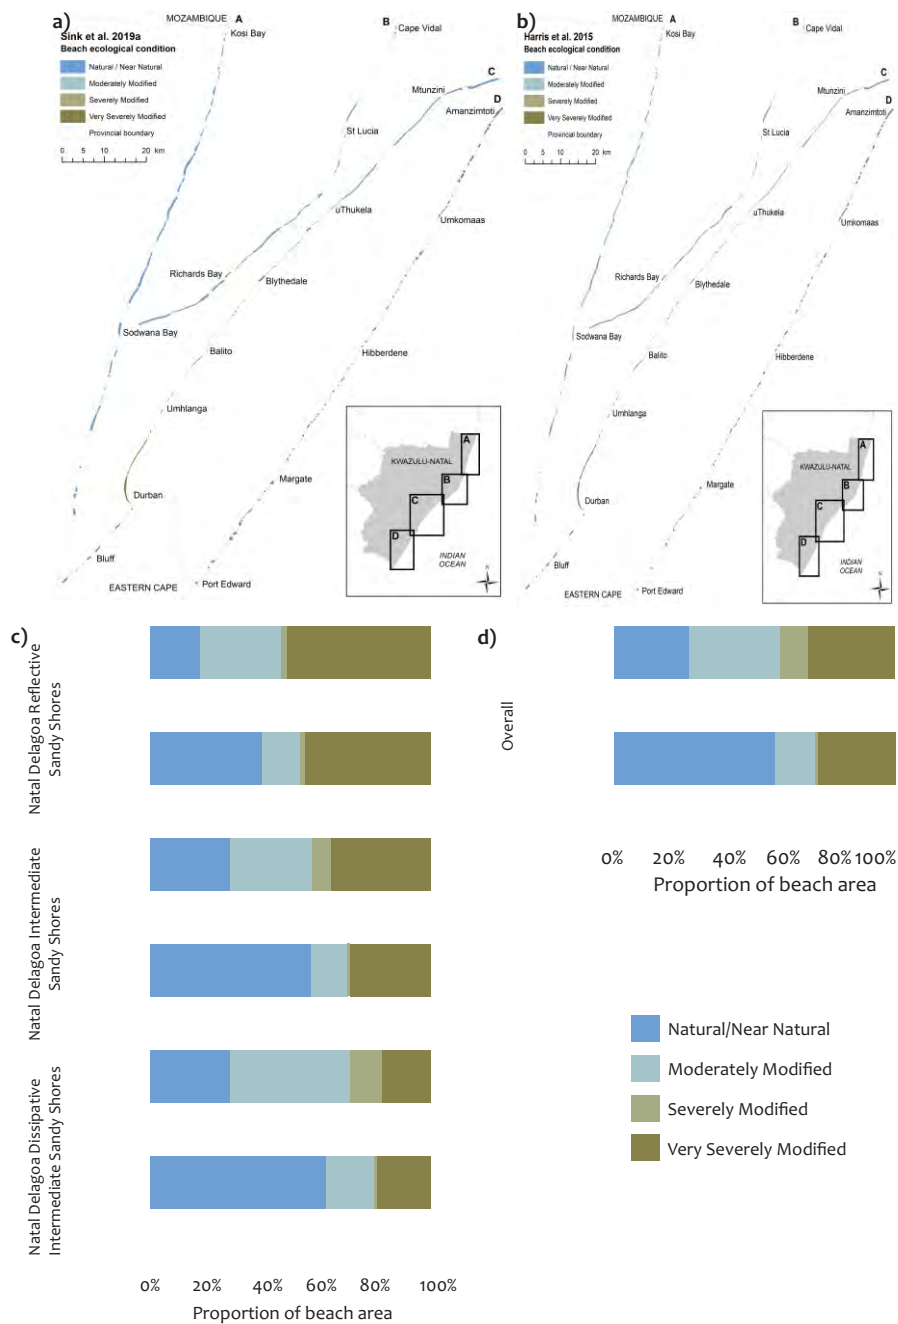 a)
Sink et al. 2019a
Beach ecological condition
Natural / Near Natural
Moderately Modified
Severely Modified
Very Severely Modified
Provincial boundary
0 5 10 20 km
MOZAMBIQUE
A
Kosi Bay
B
Cape Vidal
C
Mtunzini
D
Amanzimtoti
St Lucia
uThukela
Umkomaas
Richards Bay
Blythedale
Sodwana Bay
Balito
Hibberdene
Umhlanga
Margate
Durban
Bluff
EASTERN CAPE
Port Edward
KWAZULU-NATAL
A
B
C
D
INDIAN
OCEAN
N
b)
Harris et al. 2015
Beach ecological condition
Natural / Near Natural
Moderately Modified
Severely Modified
Very Severely Modified
Provincial boundary
0 5 10 20 km
MOZAMBIQUE
A
Kosi Bay
B
Cape Vidal
C
Mtunzini
D
Amanzimtoti
St Lucia
uThukela
Umkomaas
Richards Bay
Blythedale
Sodwana Bay
Balito
Hibberdene
Umhlanga
Margate
Durban
Bluff
EASTERN CAPE
Port Edward
KWAZULU-NATAL
A
B
C
D
INDIAN
OCEAN
N
c)
Natal Delagoa Reflective
Sandy Shores
Natal Delagoa Intermediate
Sandy Shores
Natal Delagoa Dissipative
Intermediate Sandy Shores
0% 20% 40% 60% 80% 100%
Proportion of beach area
d)
Overall
0% 20% 40% 60% 80% 100%
Proportion of beach area
Natural/Near Natural
Moderately Modified
Severely Modified
Very Severely Modified